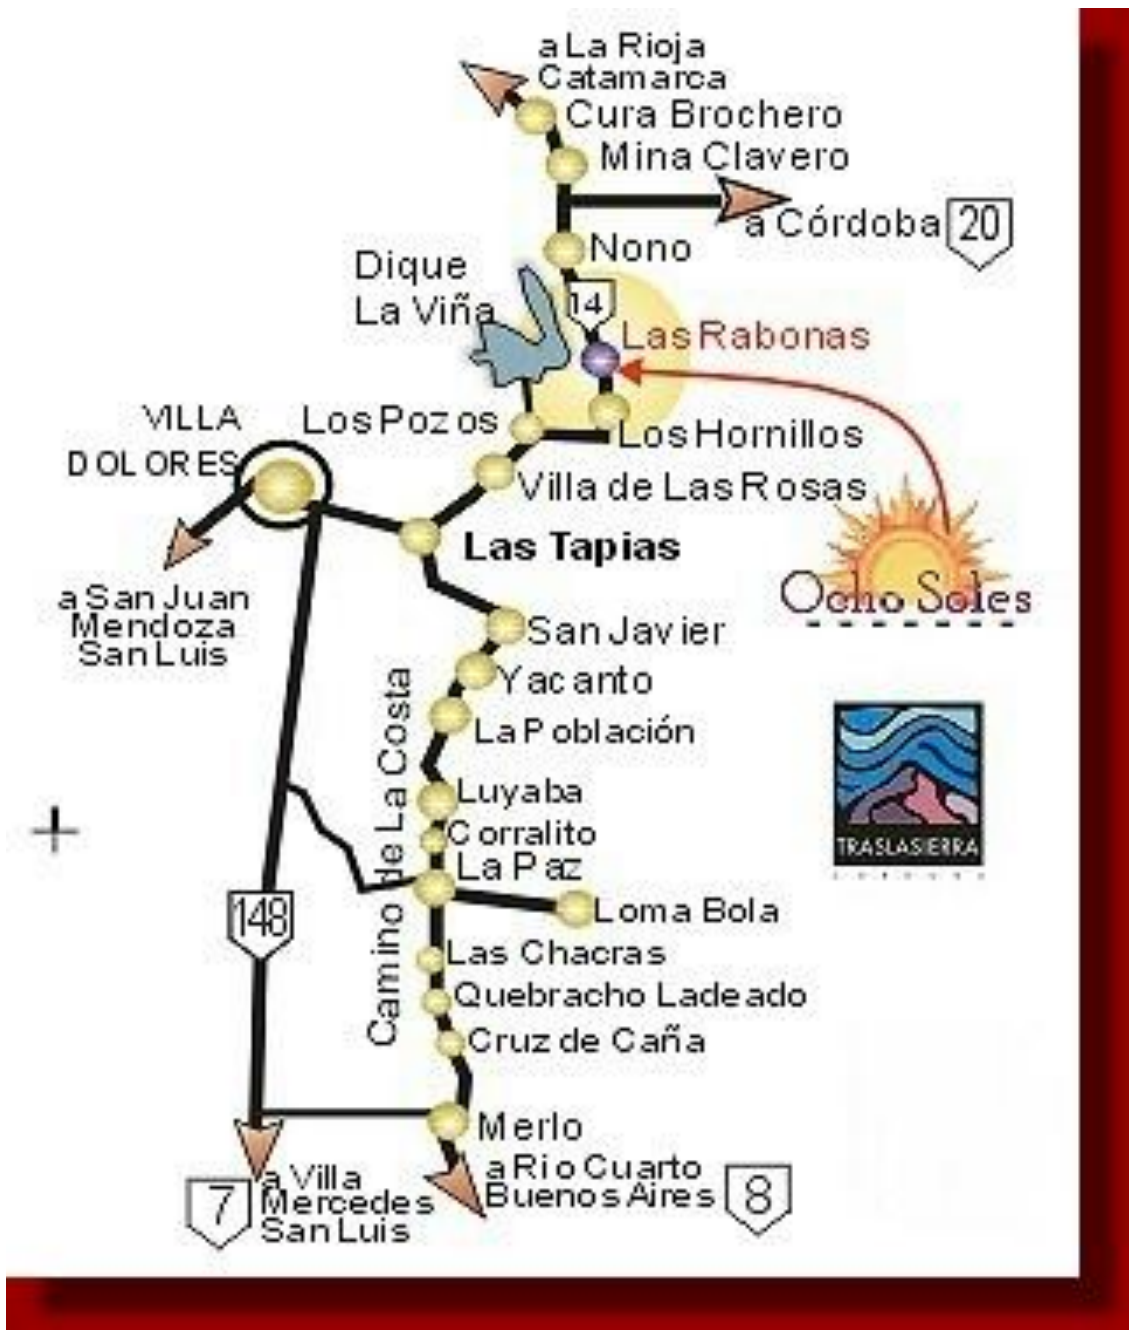 a La Rioja
Catamarca
Cura Brochero
Mina Clavero
a Córdoba
20
Nono
Dique
La Viña
14
Las Rabonas
VILLA
DOLORES
Los Pozos
Los Hornillos
Villa de Las Rosas
Las Tapias
Ocho Soles
a San Juan
Mendoza
San Luis
San Javier
Yacanto
La Población
Camino de La Costa
Luyaba
Corralito
La Paz
TRASLASIERRA
148
Loma Bola
Las Chacras
Quebracho Ladeado
Cruz de Caña
Merlo
7
a Villa
Mercedes
San Luis
a Rio Cuarto
Buenos Aires
8